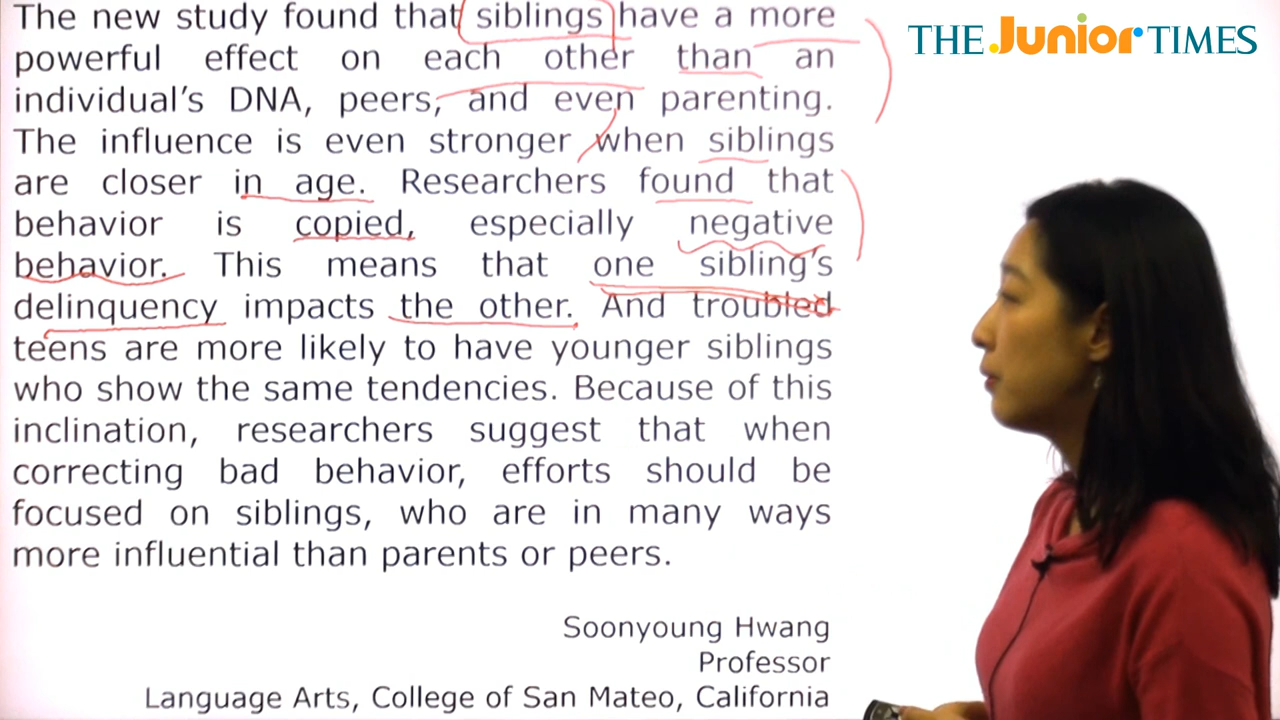 The new study found that siblings have a more
powerful effect on each other than an
individual's DNA, peers, and even parenting.
The influence is even stronger when siblings
are closer in age. Researchers found that
behavior is copied, especially negative
behavior. This means that one sibling's
delinquency impacts the other. And troubled
teens are more likely to have younger siblings
who show the same tendencies. Because of this
inclination, researchers suggest that when
correcting bad behavior, efforts should be
focused on siblings, who are in many ways
more influential than parents or peers.
Soonyoung Hwang
Professor
Language Arts, College of San Mateo, California
THE JunIor TIMES